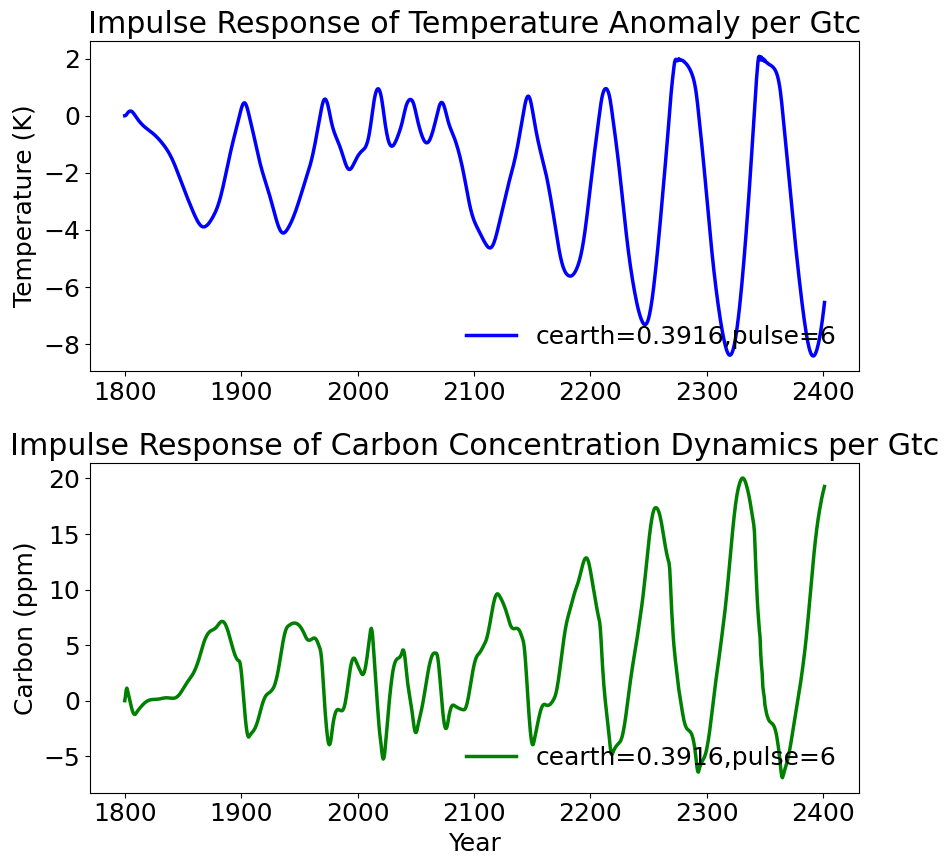 Impulse Response of Temperature Anomaly per Gtc
Temperature (K)
2
0
−2
−4
−6
−8
cearth=0.3916,pulse=6
1800 1900 2000 2100 2200 2300 2400
Impulse Response of Carbon Concentration Dynamics per Gtc
Carbon (ppm)
20
15
10
5
0
−5
cearth=0.3916,pulse=6
1800 1900 2000 2100 2200 2300 2400
Year